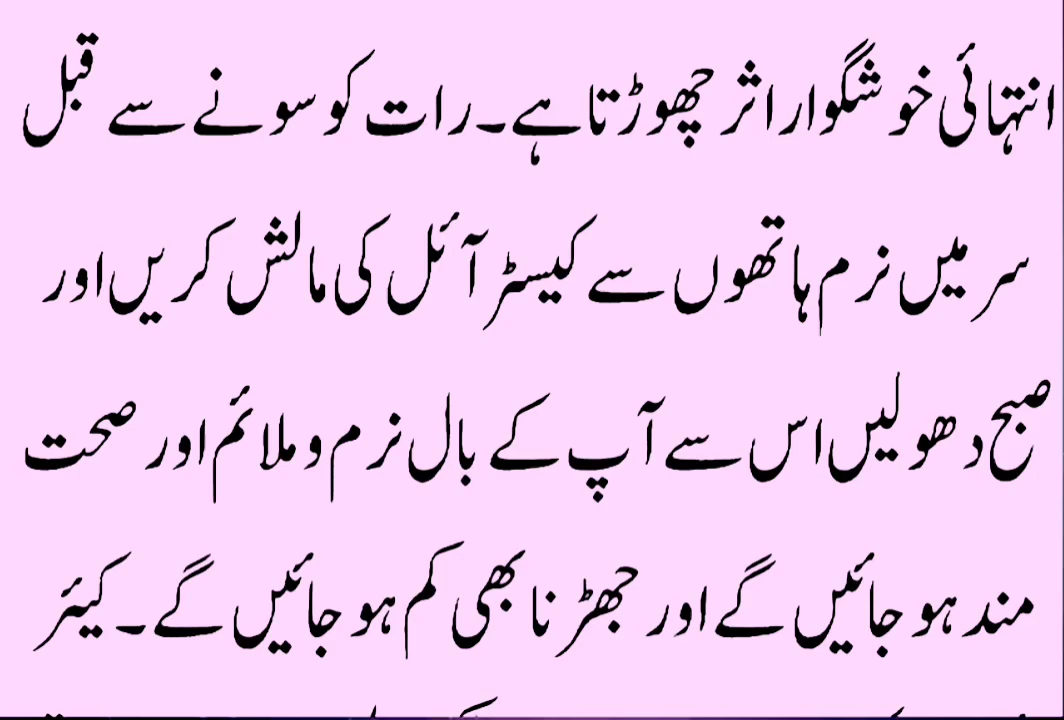 انتہائی خوشگوار اثر چھوڑتا ہے۔ رات کو سونے سے قبل
سر میں نرم ہاتھوں سے کیسٹر آئل کی مالش کریں اور
صبح دھولیں اس سے آپ کے بال نرم و ملائم اور صحت
مند ہو جائیں گے اور جھڑنا بھی کم ہو جائیں گے۔ کیئر